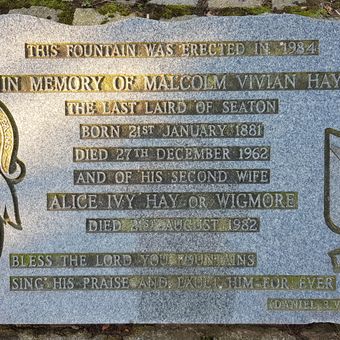 THIS FOUNTAIN WAS ERECTED IN 1984
IN MEMORY OF MALCOLM VIVIAN HAY
THE LAST LAIRD OF SEATON
BORN 21ST JANUARY 1881
DIED 27TH DECEMBER 1962
AND OF HIS SECOND WIFE
ALICE IVY HAY OR WIGMORE
DIED 21ST AUGUST 1982
BLESS THE LORD YOU FOUNTAINS
SING HIS PRAISE AND EXALT HIM FOR EVER
DANIEL 3. V